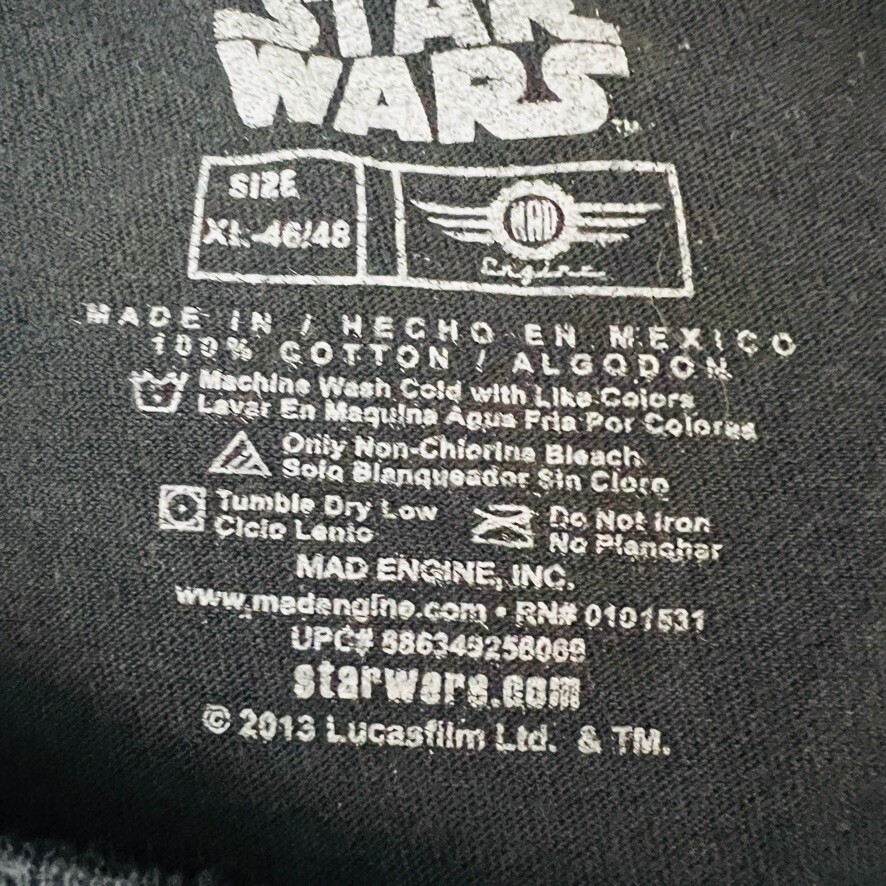 STAR
WARS
TM
SIZE
XL-46/48
MAD
Engine
MADE IN / HECHO EN MEXICO
100% COTTON / ALGODON
Machine Wash Cold with Like Colors
Lavar En Maquina Agua Fria Por Colores
Only Non-Chlorine Bleach
Solo Blanqueador Sin Cloro
Tumble Dry Low
Ciclo Lento
Do Not Iron
No Planchar
MAD ENGINE, INC.
www.madengine.com • RN# 0101531
UPC#
starwars.com
© 2013 Lucasfilm Ltd. & TM.